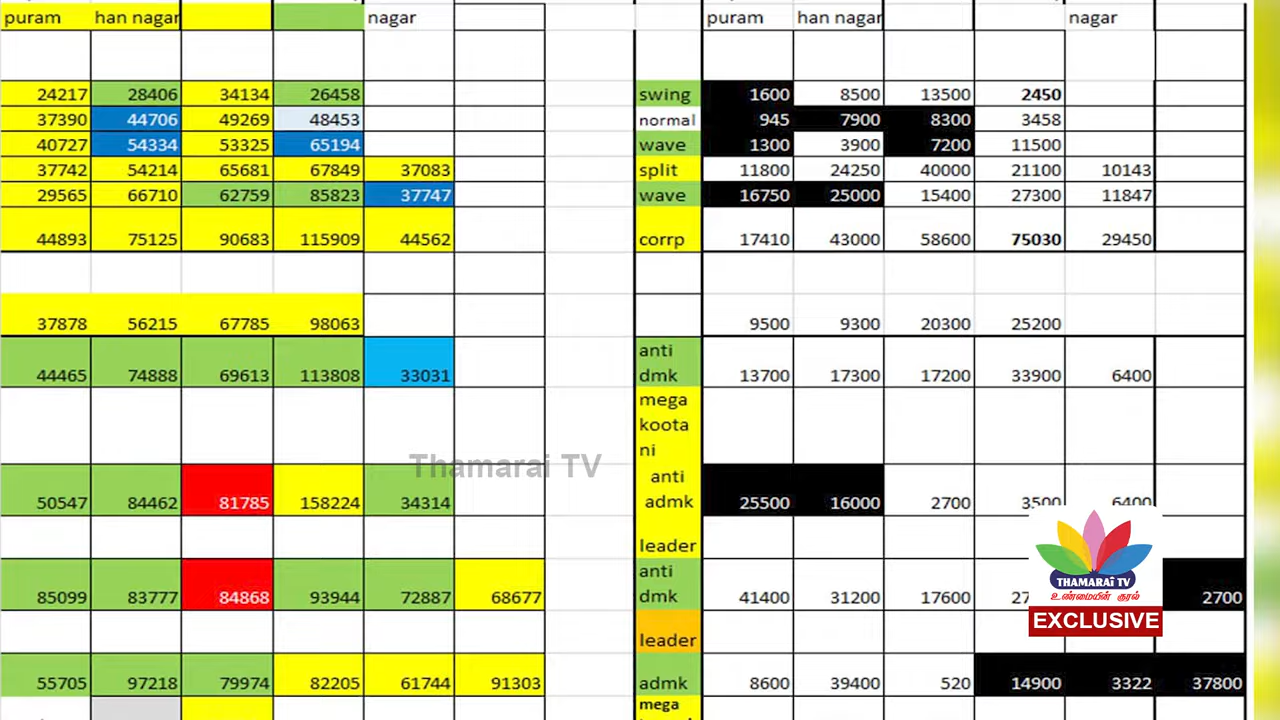 puram han nagar nagar puram han nagar nagar
24217 28406 34134 26458 swing 1600 8500 13500 2450
37390 44706 49269 48453 normal 945 7900 8300 3458
40727 54334 53325 65194 wave 1300 3900 7200 11500
37742 54214 65681 67849 37083 split 11800 24250 40000 21100 10143
29565 66710 62759 85823 37747 wave 16750 25000 15400 27300 11847
44893 75125 90683 115909 44562 corrp 17410 43000 58600 75030 29450
37878 56215 67785 98063 9500 9300 20300 25200
anti
44465 74888 69613 113808 33031 dmk 13700 17300 17200 33900 6400
mega
koota
ni
Thamarai TV
anti
50547 84462 81785 158224 34314 admk 25500 16000 2700 3500 6400
leader
anti
85099 83777 84868 93944 72887 68677 dmk 41400 31200 17600 2700
THAMARAI TV
உண்மையின் குரல்
EXCLUSIVE
leader
55705 97218 79974 82205 61744 91303 admk 8600 39400 520 14900 3322 37800
mega